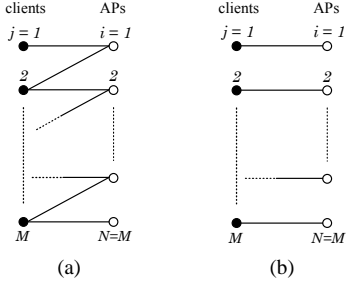 clients APs
j = 1 i = 1
2 2
M N=M
(a)
clients APs
j = 1 i = 1
2 2
M N=M
(b)